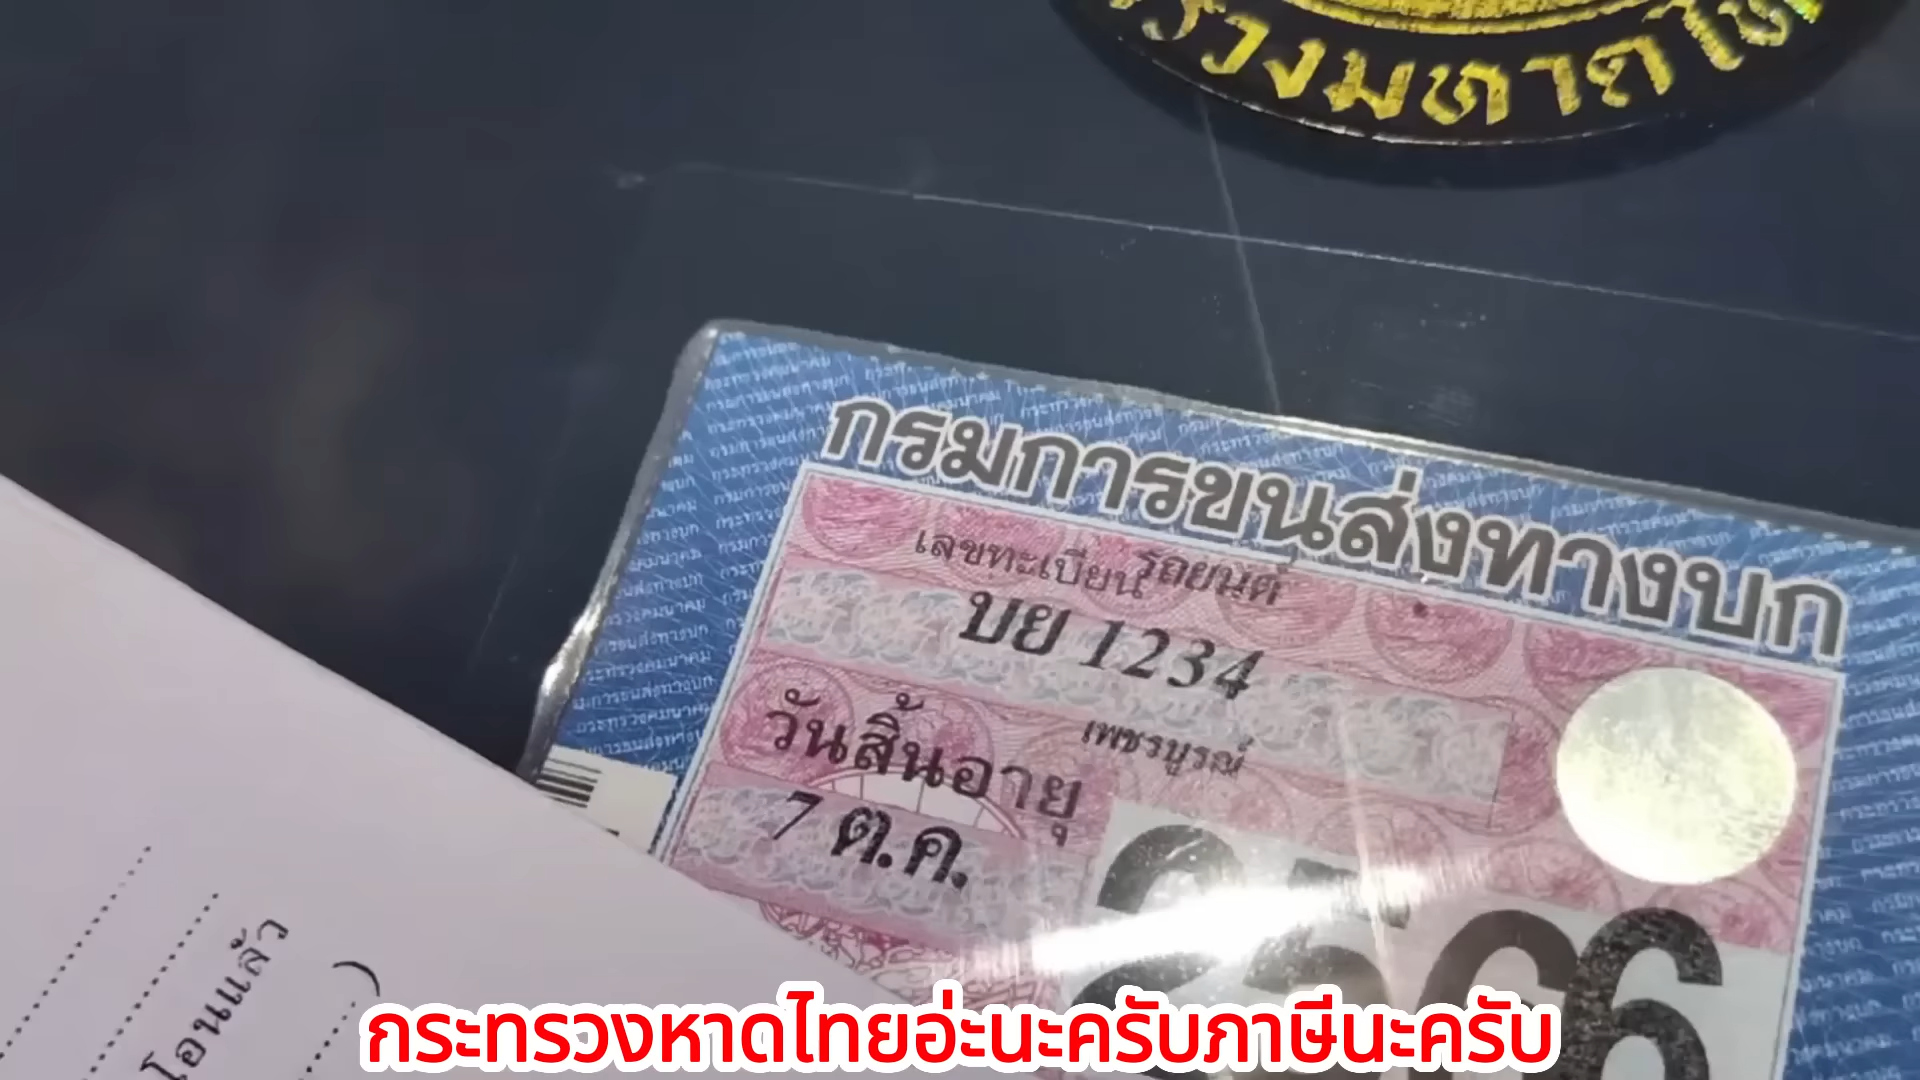 กรมการขนส่งทางบก
เลขทะเบียนรถยนต์
บย 1234
เพชรบูรณ์
วันสิ้นอายุ
7 ต.ค.
2566
โอนแล้ว
กระทรวงหาดไทยอ่ะนะครับภาษีนะครับ